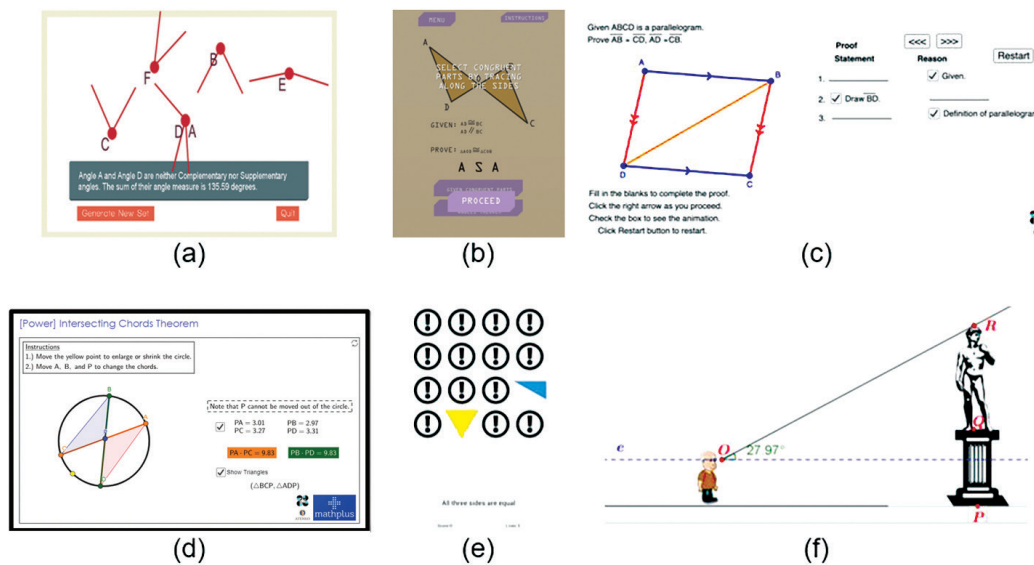 F
B
E
C
D A
Angle A and Angle D are neither Complementary nor Supplementary
angles. The sum of their angle measure is 135.59 degrees.
Generate New Set
Quit
(a)
MENU
INSTRUCTIONS
A
SELECT CONGRUENT
PARTS BY TRACING
ALONG THE SIDES
D
C
GIVEN: AD ≅ BC
AD ∥ BC
PROVE:
A S A
PROCEED
(b)
Given ABCD is a parallelogram.
Prove AB = CD, AD = CB.
A
B
D
C
Proof
Statement
Reason
<<<
>>>
Restart
1.
Given.
2. Draw BD.
3.
Definition of parallelogram
Fill in the blanks to complete the proof.
Click the right arrow as you proceed.
Check the box to see the animation.
Click Restart button to restart.
(c)
[Power] Intersecting Chords Theorem
Instructions
1.) Move the yellow point to enlarge or shrink the circle.
2.) Move A, B, and P to change the chords.
B
A
D
Note that P cannot be moved out of the circle.
PA = 3.01 PB = 2.97
PC = 3.27 PD = 3.31
PA · PC = 9.83 PB · PD = 9.83
Show Triangles
(△BCP, △ADP)
mathplus
(d)
All three sides are equal
(e)
R
e
O
27.97°
Q
P
(f)